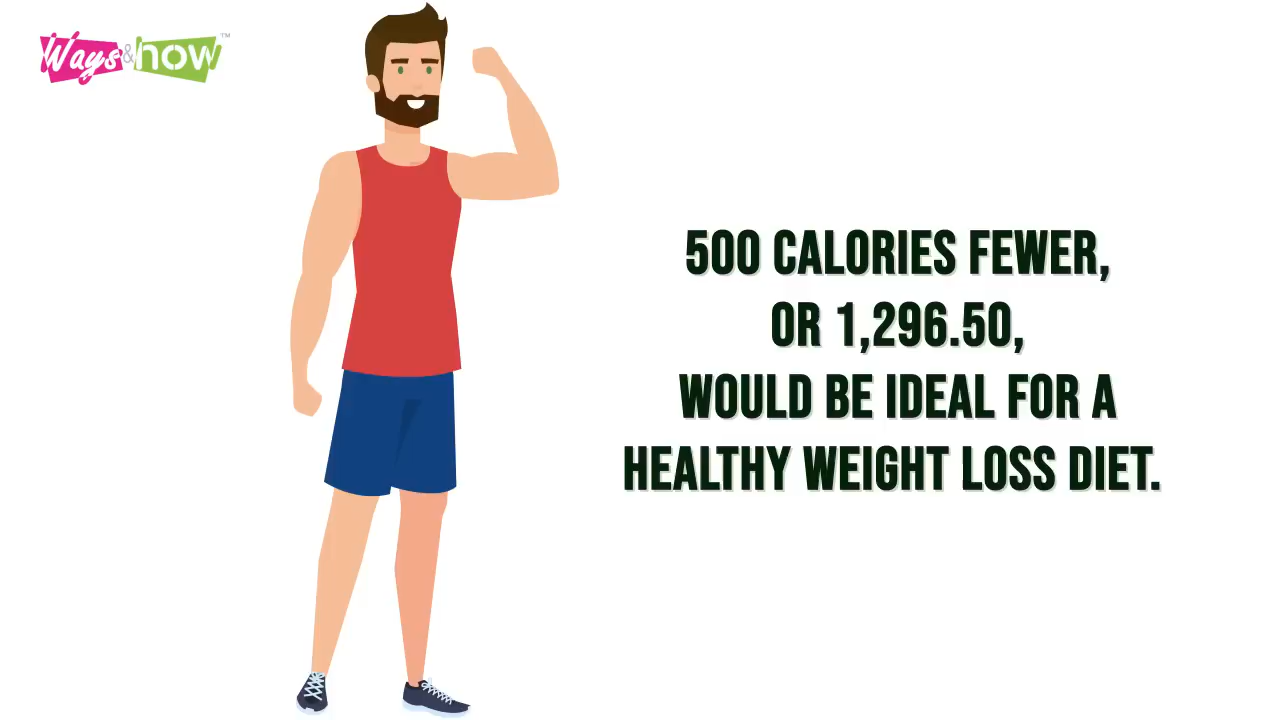 Ways & how™
500 CALORIES FEWER,
OR 1,296.50,
WOULD BE IDEAL FOR A
HEALTHY WEIGHT LOSS DIET.